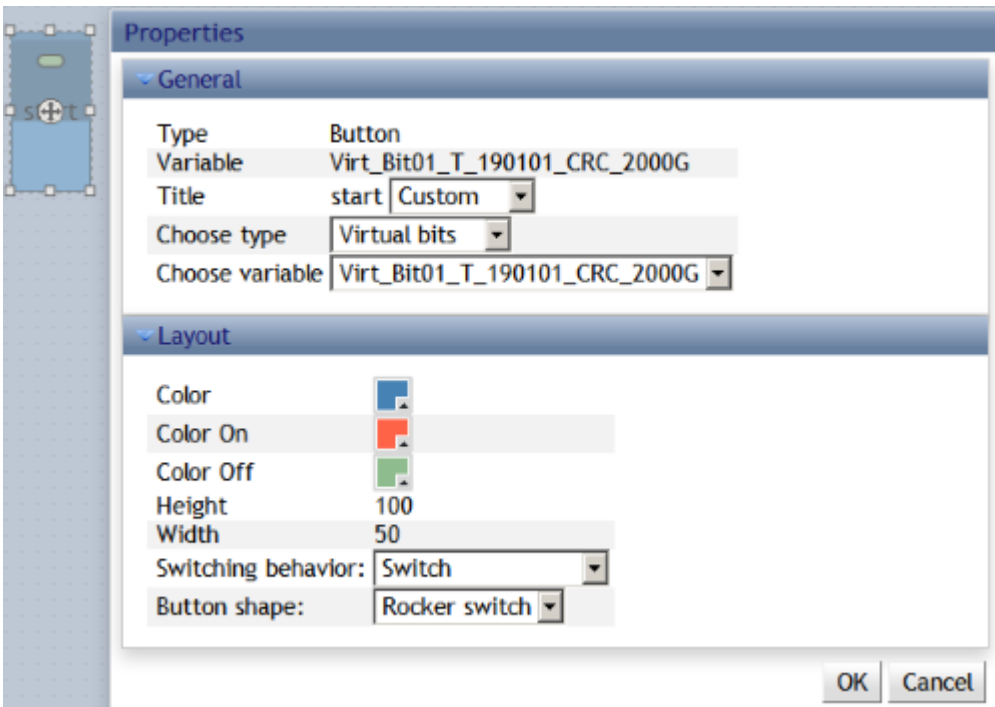 Properties
General
Type Button
Variable Virt_Bit01_T_190101_CRC_2000G
Title start Custom
Choose type Virtual bits
Choose variable Virt_Bit01_T_190101_CRC_2000G
Layout
Color
Color On
Color Off
Height 100
Width 50
Switching behavior: Switch
Button shape: Rocker switch
OK Cancel